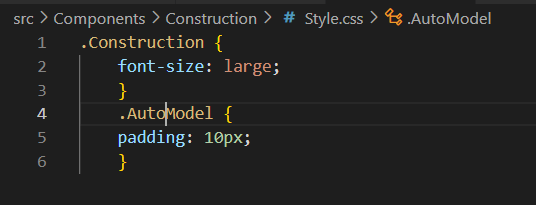 src > Components > Construction > # Style.css > .AutoModel
1 .Construction {
2 font-size: large;
3 }
4 .AutoModel {
5 padding: 10px;
6 }